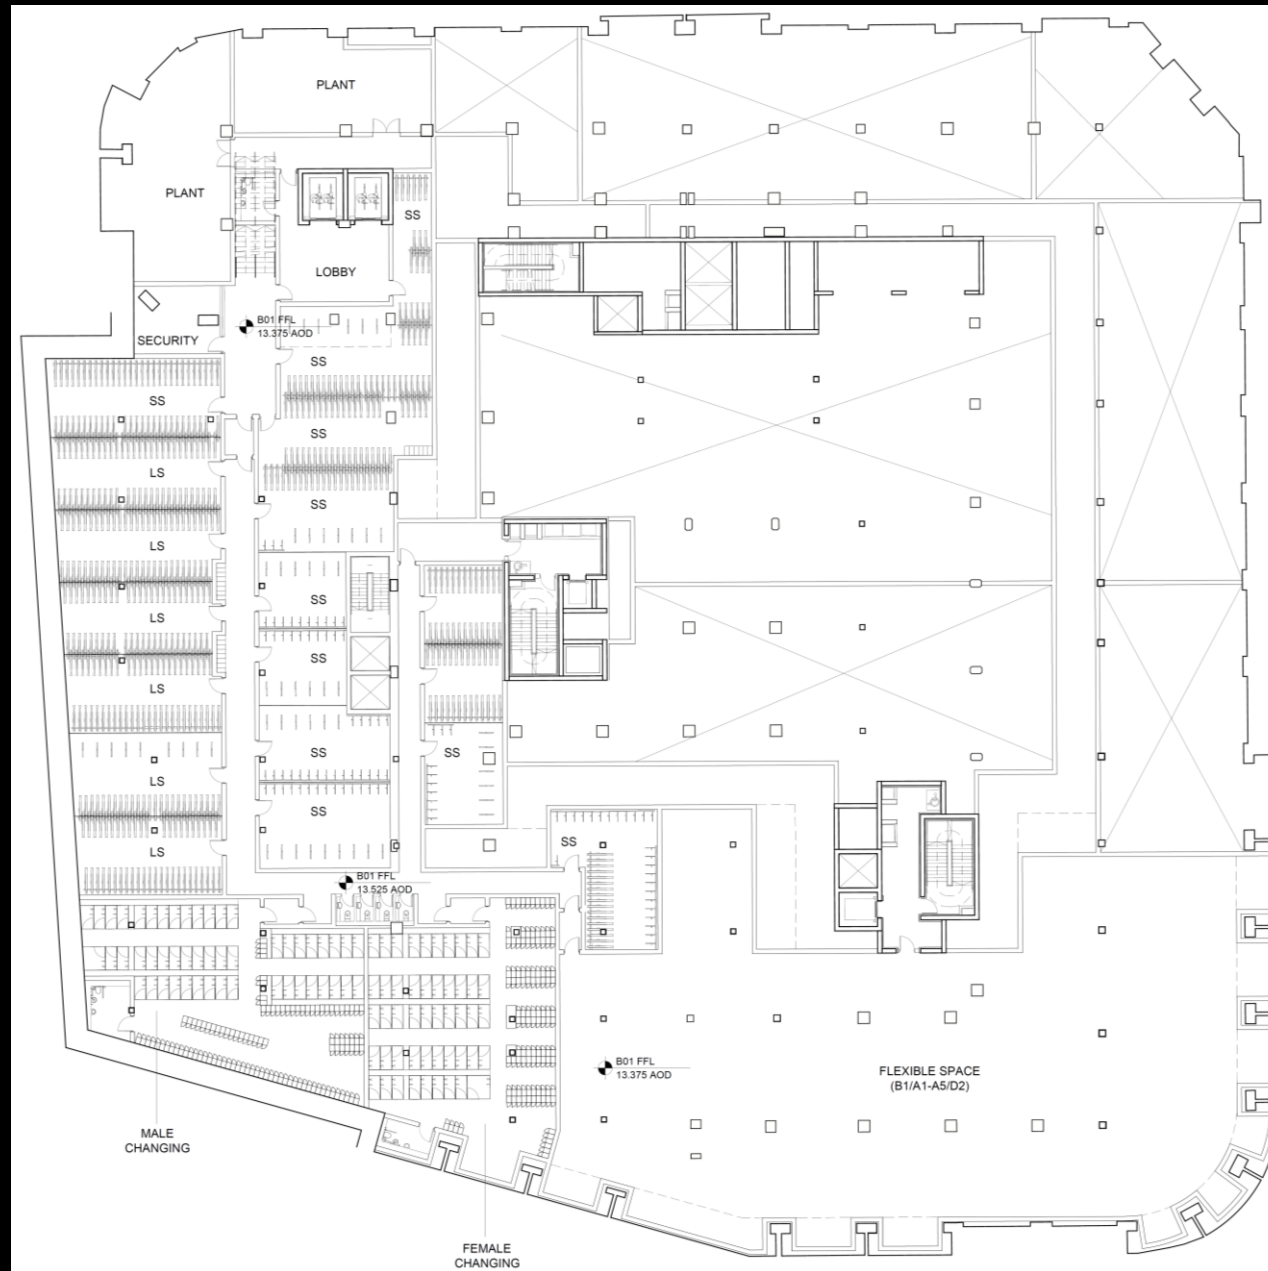 PLANT
PLANT
SS
LOBBY
B01 FFL
13.375 AOD
SECURITY
SS
SS
SS
LS
SS
LS
SS
LS
SS
LS
SS
SS
LS
SS
SS
LS
B01 FFL
13.525 AOD
B01 FFL
13.375 AOD
FLEXIBLE SPACE
(B1/A1-A5/D2)
MALE
CHANGING
FEMALE
CHANGING